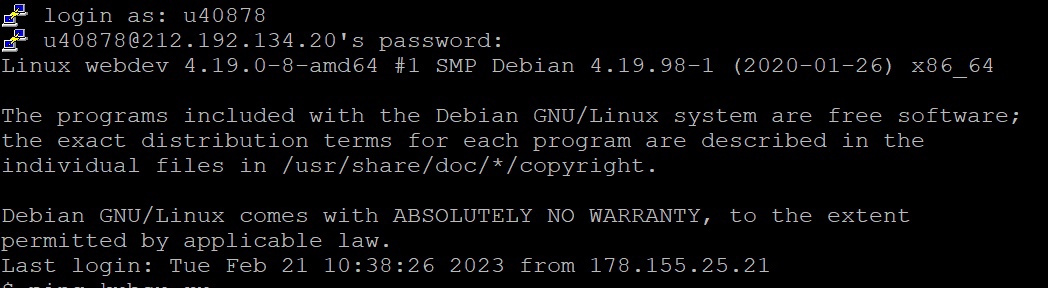 login as: u40878
u40878@212.192.134.20's password:
Linux webdev 4.19.0-8-amd64 #1 SMP Debian 4.19.98-1 (2020-01-26) x86_64
The programs included with the Debian GNU/Linux system are free software;
the exact distribution terms for each program are described in the
individual files in /usr/share/doc/*/copyright.
Debian GNU/Linux comes with ABSOLUTELY NO WARRANTY, to the extent
permitted by applicable law.
Last login: Tue Feb 21 10:38:26 2023 from 178.155.25.21
$ ping